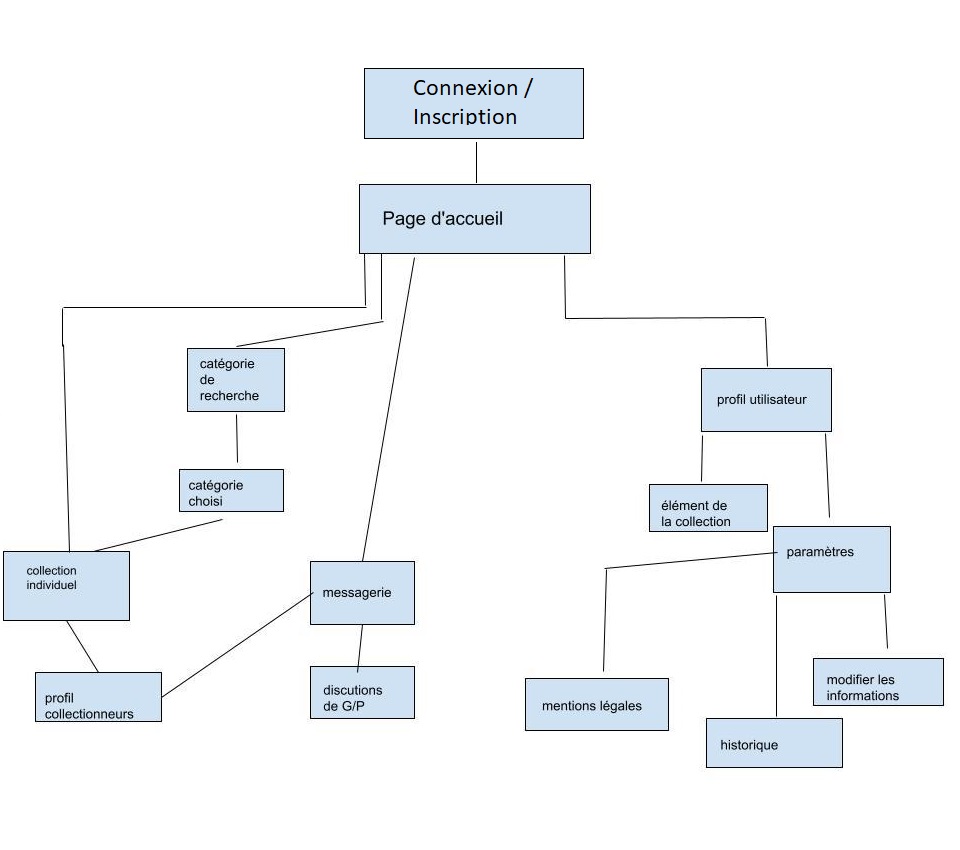 Connexion /
Inscription
Page d'accueil
catégorie
de
recherche
profil utilisateur
catégorie
choisi
élément de
la collection
paramètres
collection
individuel
messagerie
profil
collectionneurs
discutions
de G/P
mentions légales
modifier les
informations
historique